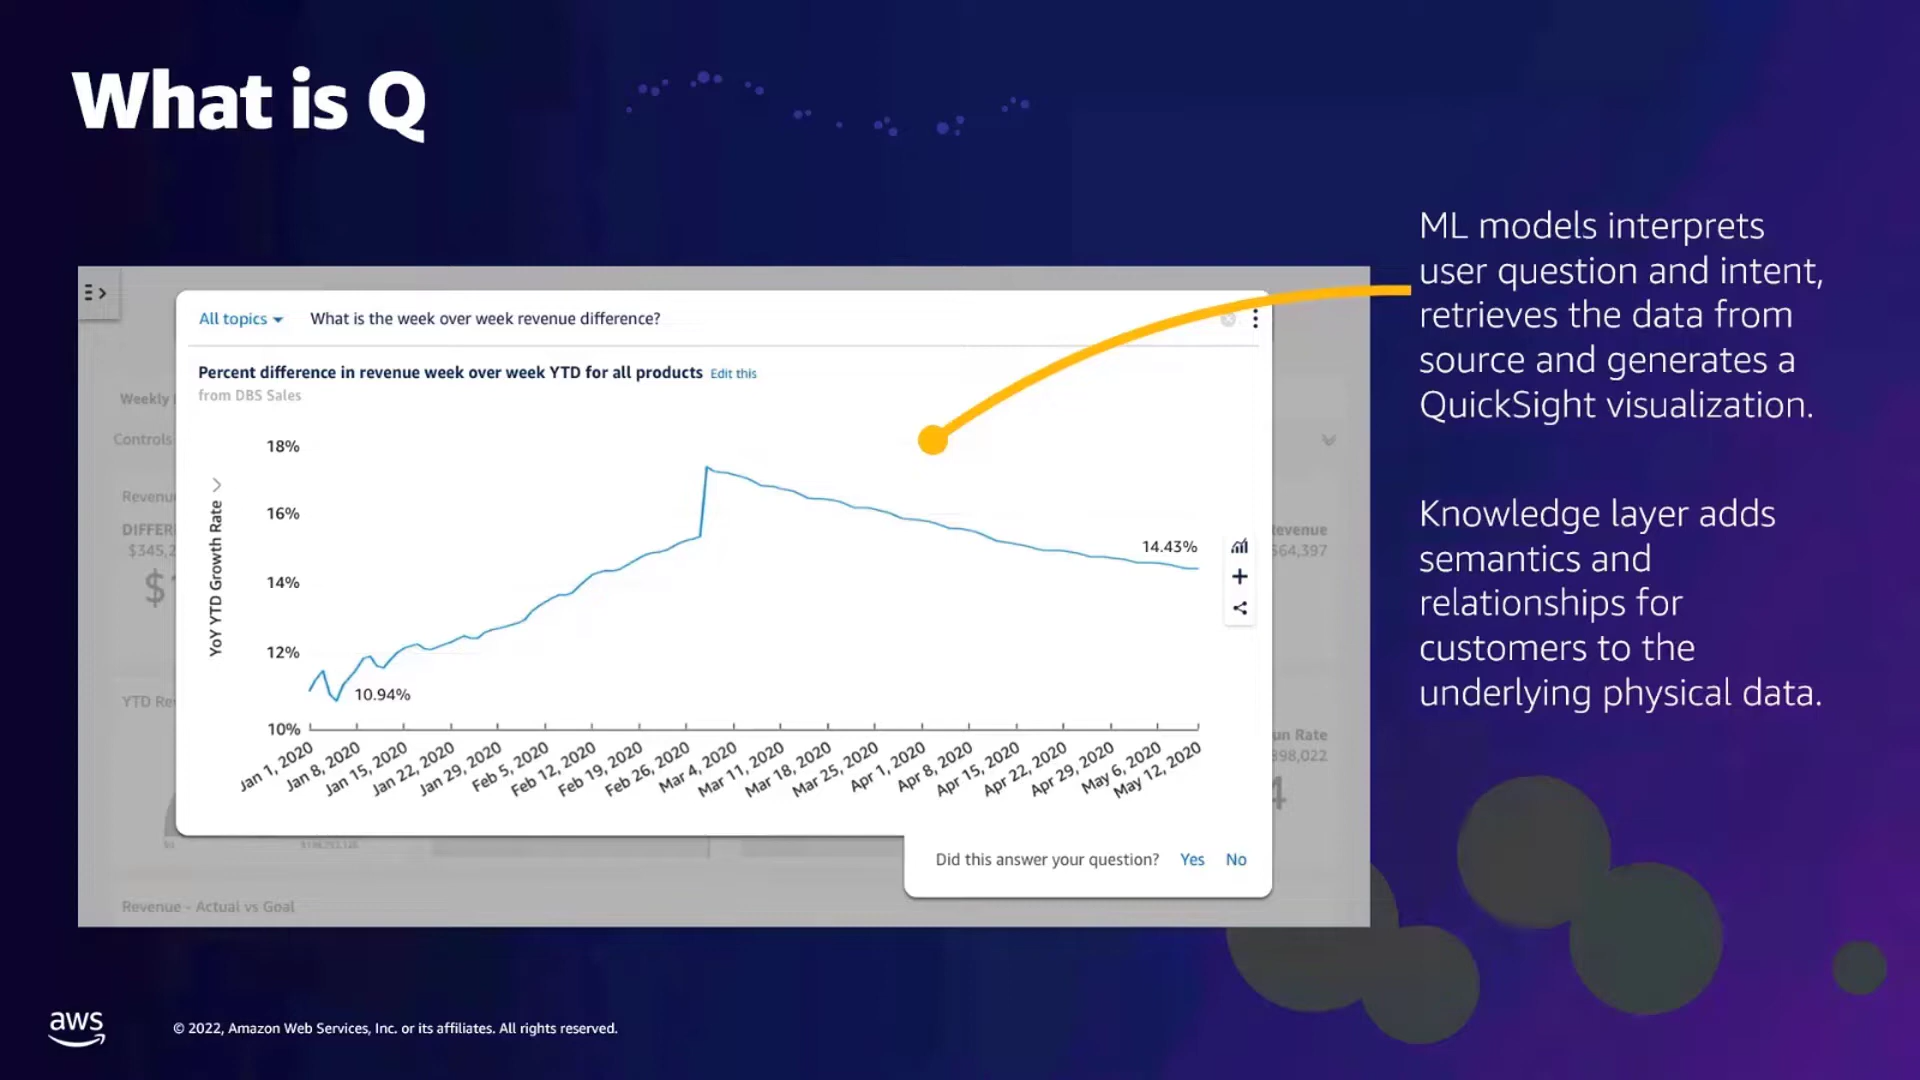 What is Q
ML models interprets
user question and intent,
retrieves the data from
source and generates a
QuickSight visualization.
Knowledge layer adds
semantics and
relationships for
customers to the
underlying physical data.
All topics
What is the week over week revenue difference?
Percent difference in revenue week over week YTD for all products Edit this
from DBS Sales
YoY YTD Growth Rate
18%
16%
14%
12%
10%
10.94%
14.43%
Jan 1, 2020
Jan 8, 2020
Jan 15, 2020
Jan 22, 2020
Jan 29, 2020
Feb 5, 2020
Feb 12, 2020
Feb 19, 2020
Feb 26, 2020
Mar 4, 2020
Mar 11, 2020
Mar 18, 2020
Mar 25, 2020
Apr 1, 2020
Apr 8, 2020
Apr 15, 2020
Apr 22, 2020
Apr 29, 2020
May 6, 2020
May 12, 2020
Did this answer your question? Yes No
Weekly
Controls
YTD
Revenue - Actual vs Goal
Rate
aws
© 2022, Amazon Web Services, Inc. or its affiliates. All rights reserved.